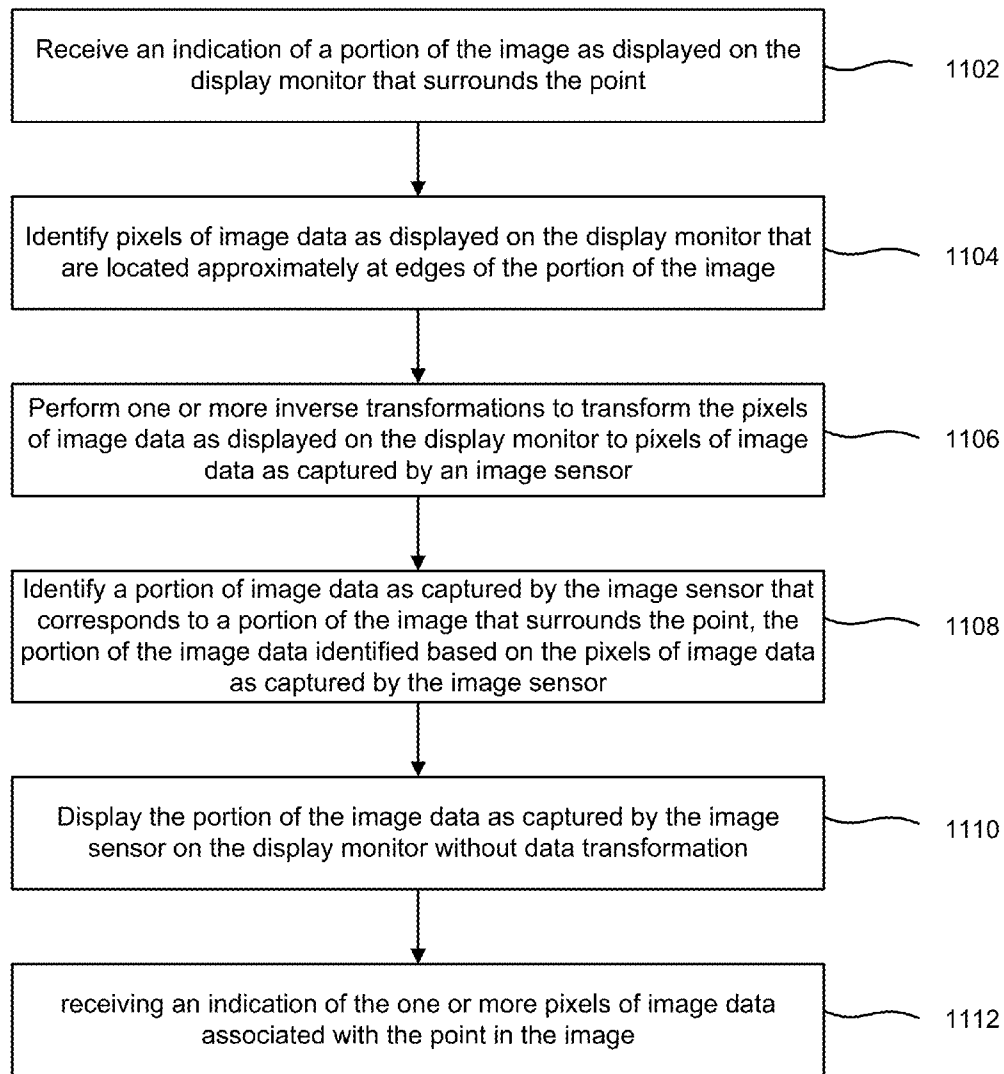 Receive an indication of a portion of the image as displayed on the
display monitor that surrounds the point
1102
Identify pixels of image data as displayed on the display monitor that
are located approximately at edges of the portion of the image
1104
Perform one or more inverse transformations to transform the pixels
of image data as displayed on the display monitor to pixels of image
data as captured by an image sensor
1106
Identify a portion of image data as captured by the image sensor that
corresponds to a portion of the image that surrounds the point, the
portion of the image data identified based on the pixels of image data
as captured by the image sensor
1108
Display the portion of the image data as captured by the image
sensor on the display monitor without data transformation
1110
receiving an indication of the one or more pixels of image data
associated with the point in the image
1112